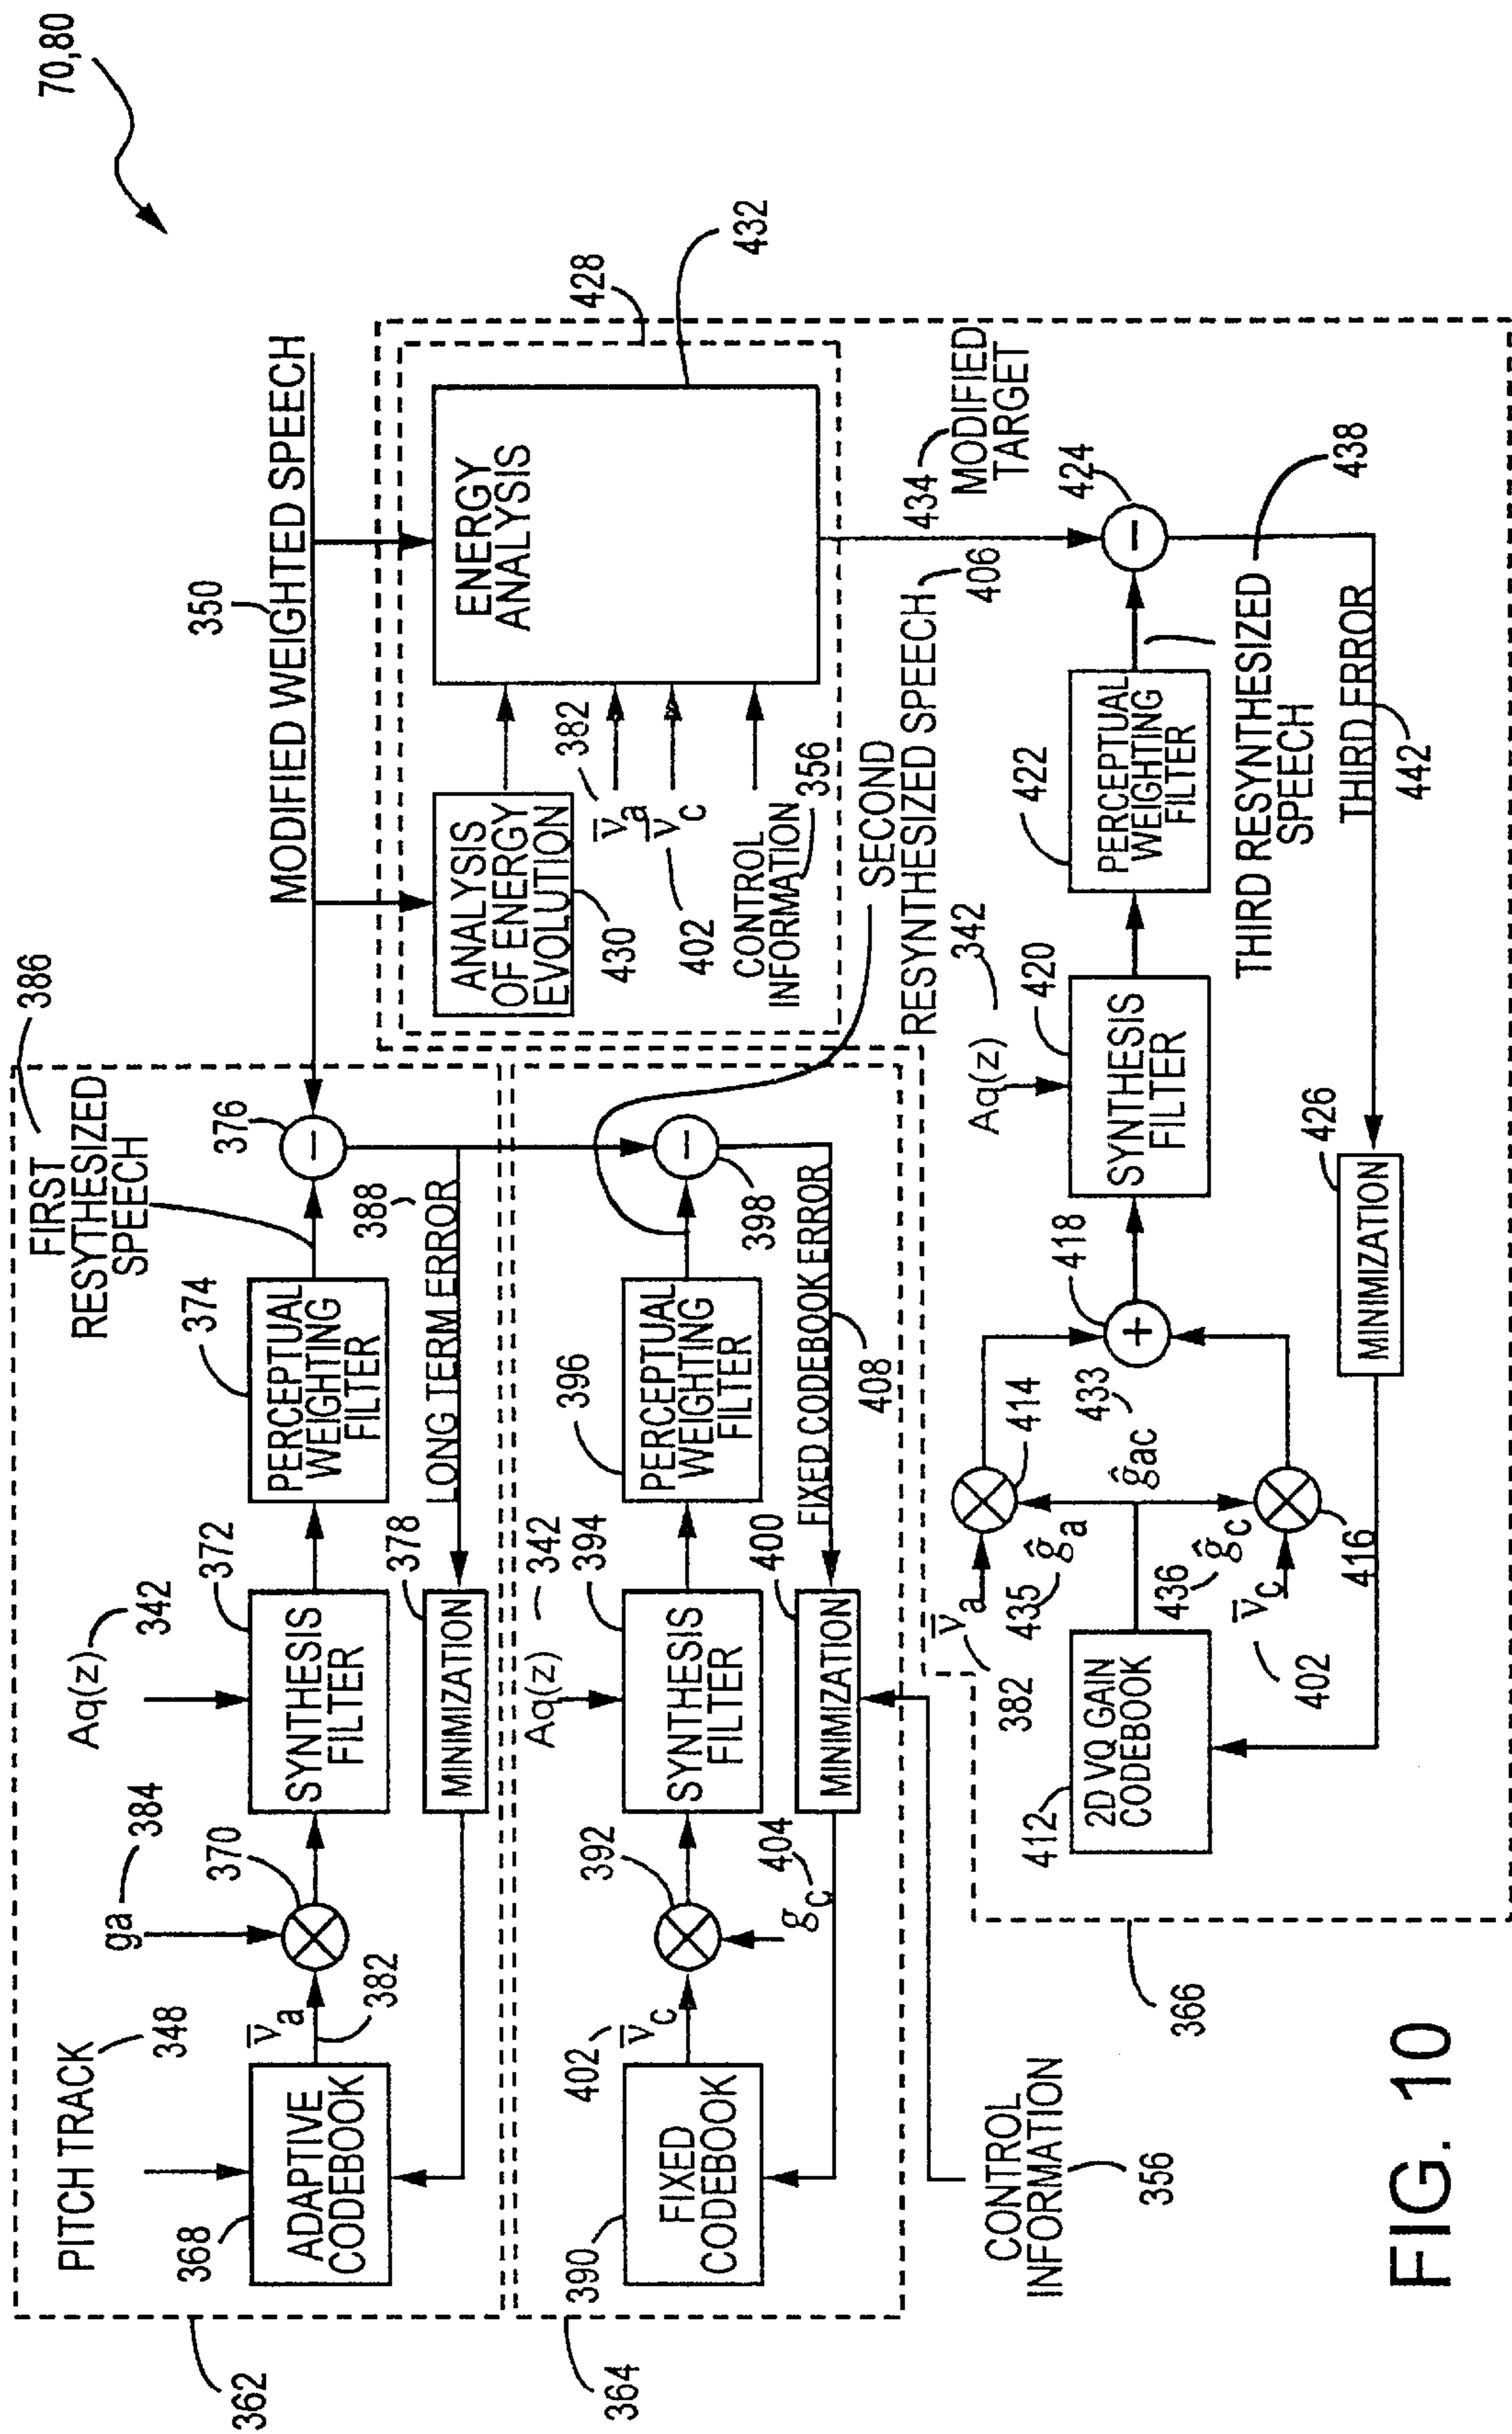 70,80
PITCH TRACK
348
ga
384
Aq(z)
342
FIRST
RESYTHESIZED
SPEECH
386
350
MODIFIED WEIGHTED SPEECH
362
368
ADAPTIVE
CODEBOOK
v̄a
382
370
372
SYNTHESIS
FILTER
374
PERCEPTUAL
WEIGHTING
FILTER
376
−
378
MINIMIZATION
LONG TERM ERROR
388
364
390
FIXED
CODEBOOK
402
v̄c
392
gc
404
Aq(z)
342
394
SYNTHESIS
FILTER
396
PERCEPTUAL
WEIGHTING
FILTER
398
−
400
MINIMIZATION
FIXED CODEBOOK ERROR
408
CONTROL
INFORMATION
356
ANALYSIS
OF ENERGY
EVOLUTION
430
v̄a
382
v̄c
402
CONTROL
INFORMATION
356
ENERGY
ANALYSIS
428
432
SECOND
RESYNTHESIZED SPEECH
406
434
MODIFIED
TARGET
366
412
2D VQ GAIN
CODEBOOK
v̄a
382
414
ĝa
435
ĝac
433
436
ĝc
v̄c
402
416
418
+
Aq(z)
342
420
SYNTHESIS
FILTER
422
PERCEPTUAL
WEIGHTING
FILTER
424
−
THIRD RESYNTHESIZED
SPEECH
438
426
MINIMIZATION
THIRD ERROR
442
FIG. 10